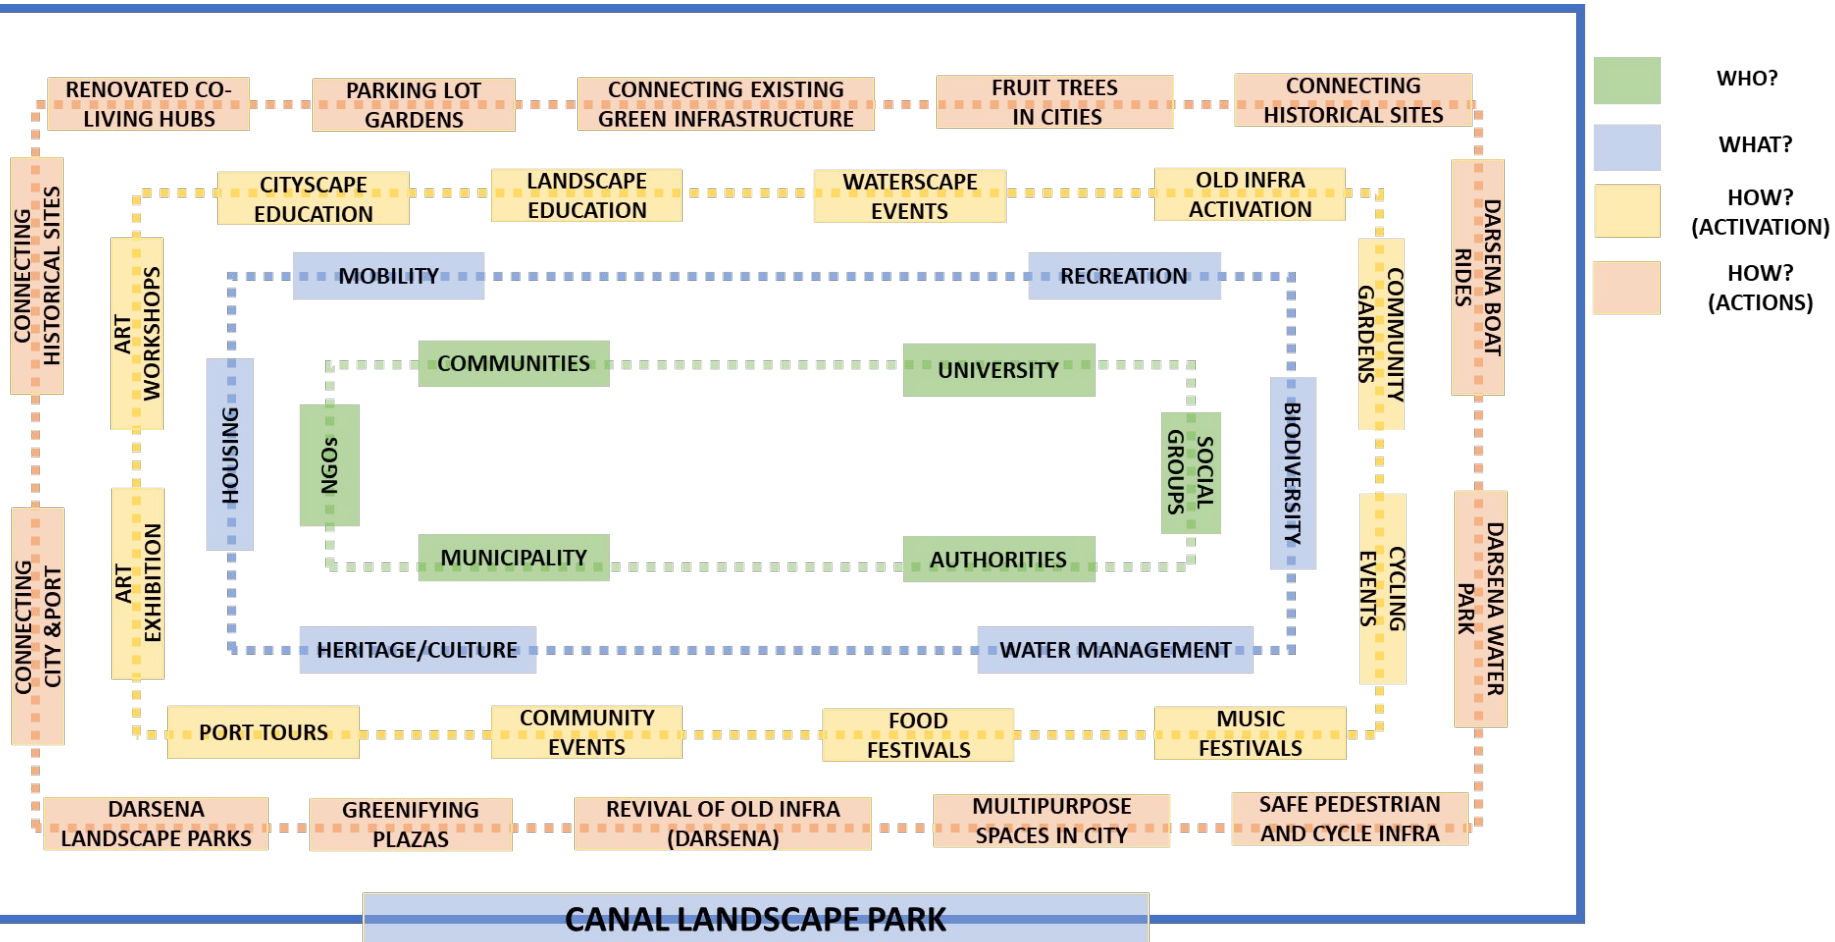 RENOVATED CO-
LIVING HUBS
PARKING LOT
GARDENS
CONNECTING EXISTING
GREEN INFRASTRUCTURE
FRUIT TREES
IN CITIES
CONNECTING
HISTORICAL SITES
WHO?
WHAT?
HOW?
(ACTIVATION)
HOW?
(ACTIONS)
CONNECTING
HISTORICAL SITES
CITYSCAPE
EDUCATION
LANDSCAPE
EDUCATION
WATERSCAPE
EVENTS
OLD INFRA
ACTIVATION
DARSENA BOAT
RIDES
ART
WORKSHOPS
MOBILITY
RECREATION
COMMUNITY
GARDENS
HOUSING
COMMUNITIES
UNIVERSITY
BIODIVERSITY
NGOs
SOCIAL
GROUPS
MUNICIPALITY
AUTHORITIES
CONNECTING
CITY &PORT
ART
EXHIBITION
CYCLING
EVENTS
DARSENA WATER
PARK
HERITAGE/CULTURE
WATER MANAGEMENT
PORT TOURS
COMMUNITY
EVENTS
FOOD
FESTIVALS
MUSIC
FESTIVALS
DARSENA
LANDSCAPE PARKS
GREENIFYING
PLAZAS
REVIVAL OF OLD INFRA
(DARSENA)
MULTIPURPOSE
SPACES IN CITY
SAFE PEDESTRIAN
AND CYCLE INFRA
CANAL LANDSCAPE PARK